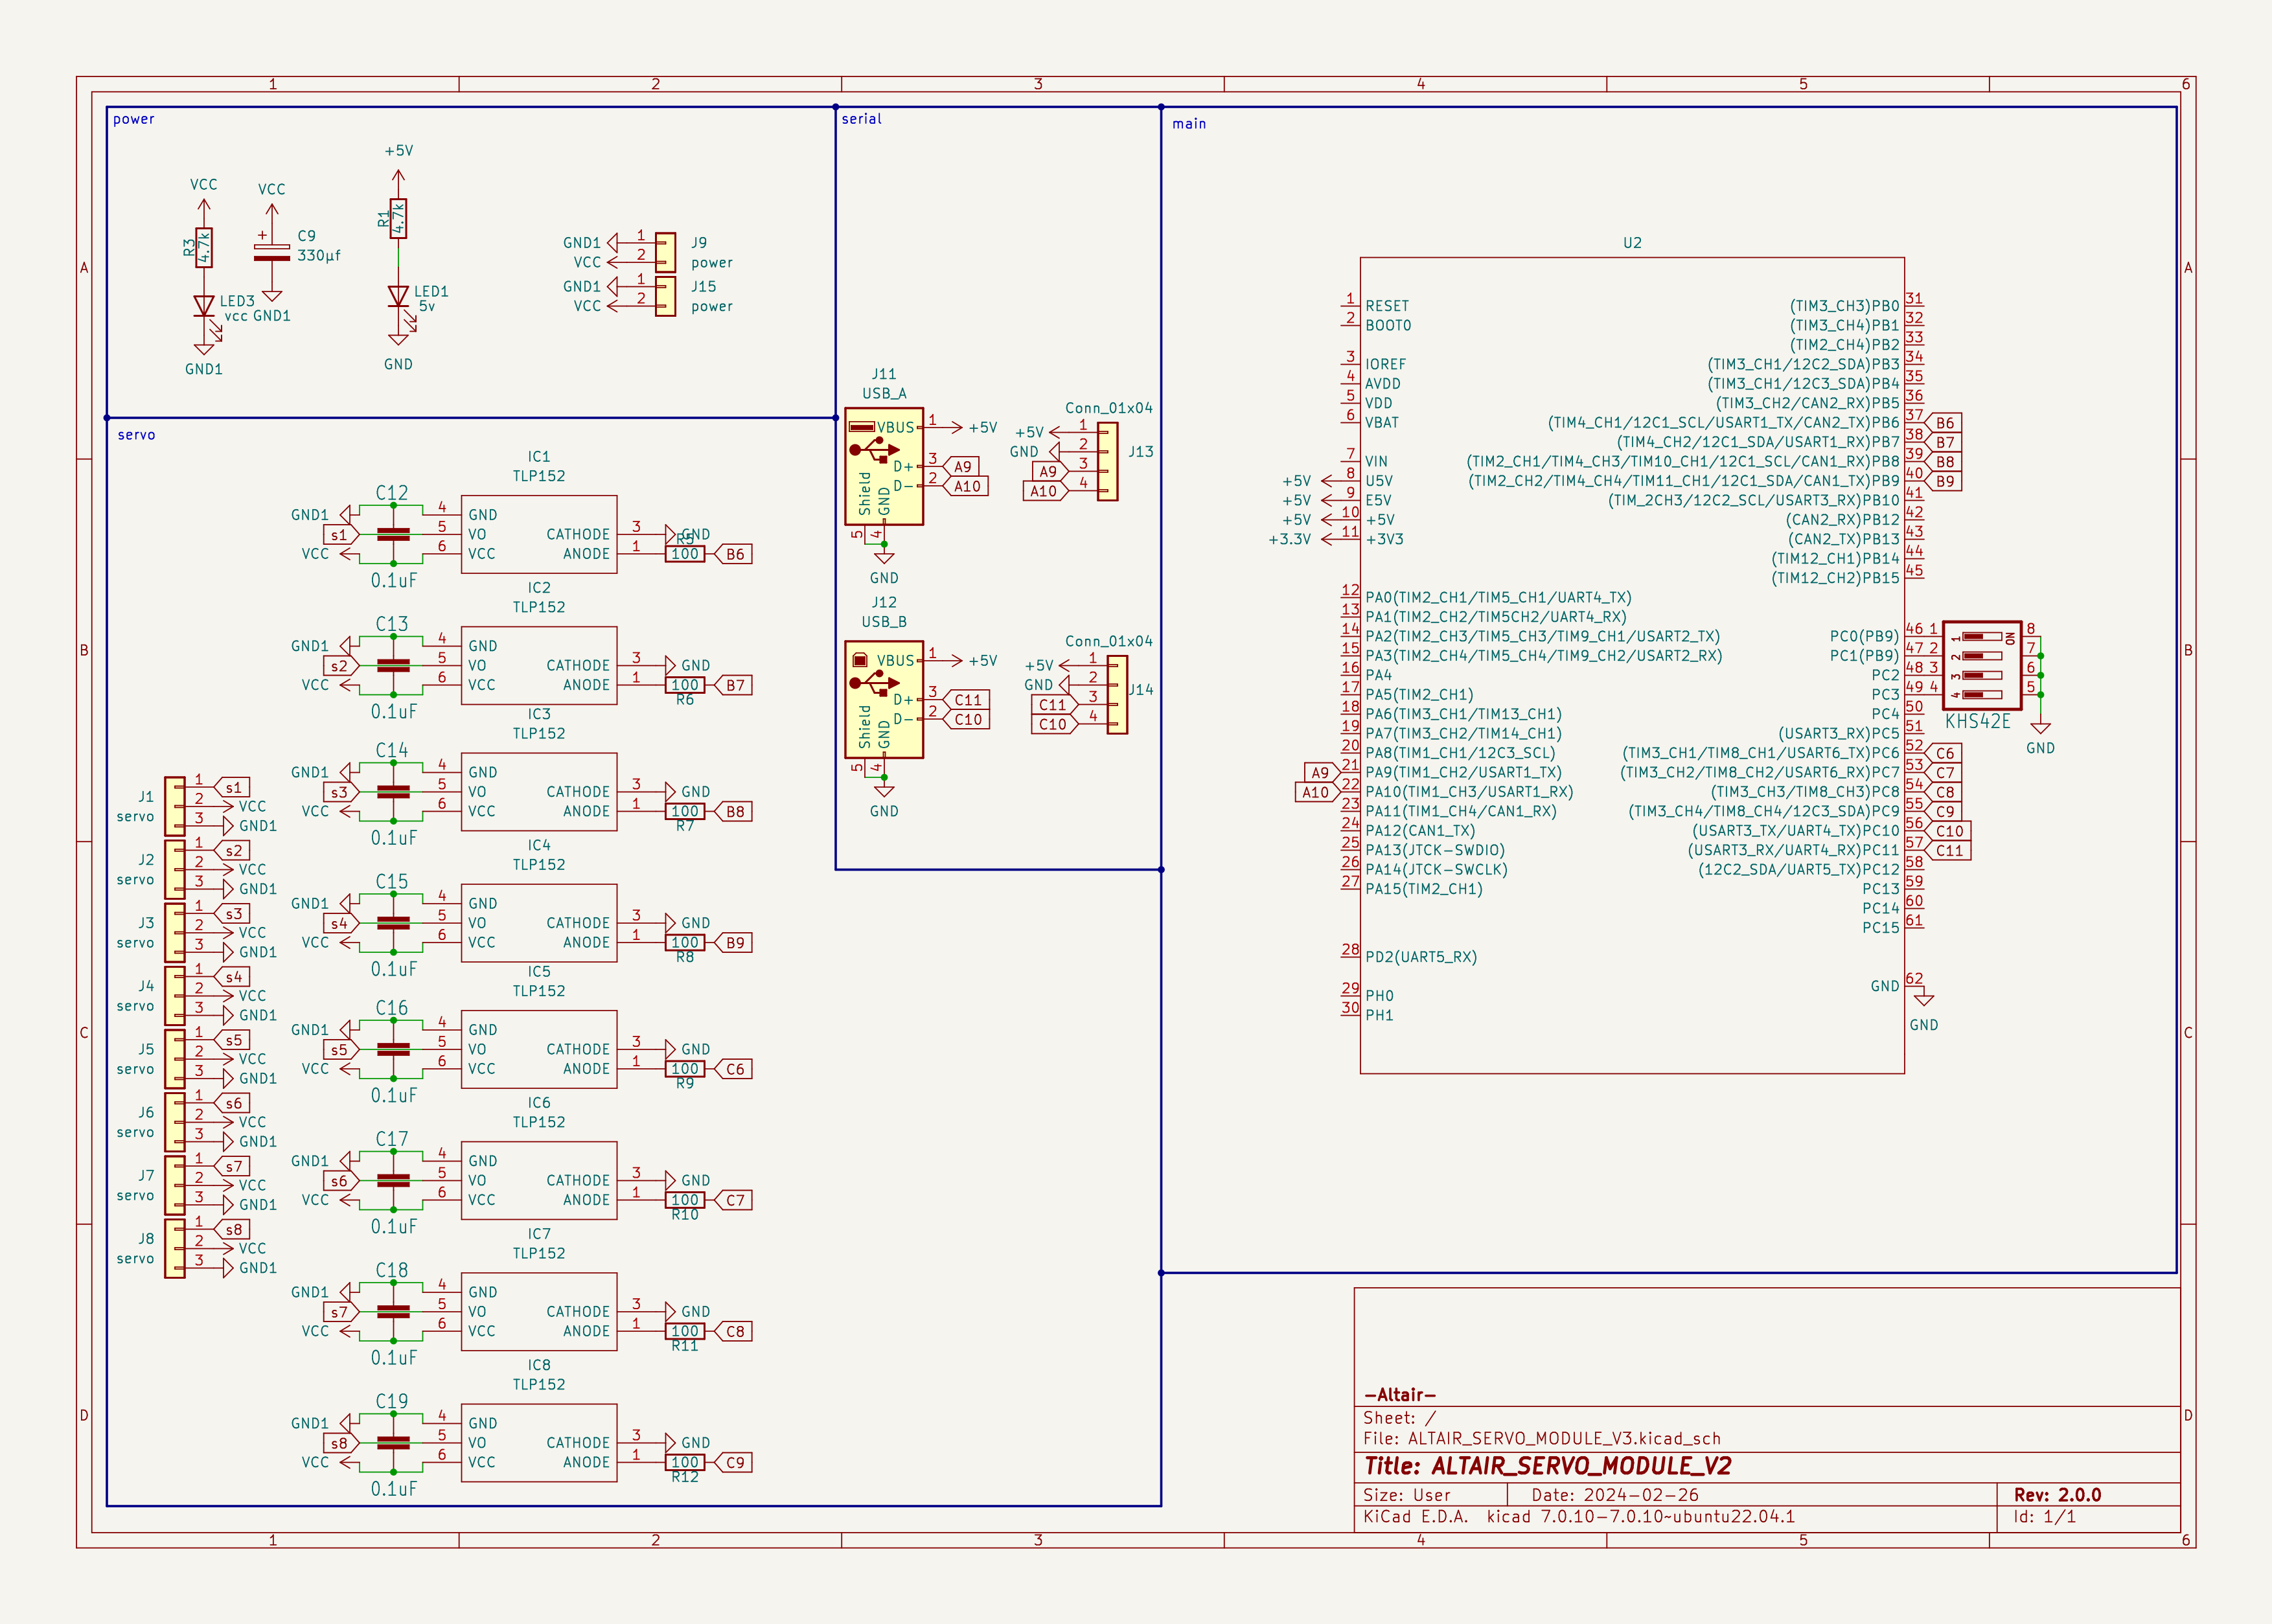 1 2 3 4 5 6
A
B
C
D
A
B
C
D
1 2 3 4 5 6
power
VCC
R3
4.7k
LED3
vcc
GND1
VCC
+
C9
330µf
GND1
+5V
R1
4.7k
LED1
5v
GND
GND1 1 J9
VCC 2 power
GND1 1 J15
VCC 2 power
servo
J1
servo
1 s1
2 VCC
3 GND1
J2
servo
1 s2
2 VCC
3 GND1
J3
servo
1 s3
2 VCC
3 GND1
J4
servo
1 s4
2 VCC
3 GND1
J5
servo
1 s5
2 VCC
3 GND1
J6
servo
1 s6
2 VCC
3 GND1
J7
servo
1 s7
2 VCC
3 GND1
J8
servo
1 s8
2 VCC
3 GND1
IC1
TLP152
C12
GND1 4 GND
s1 5 VO CATHODE 3 GND
R5
VCC 6 VCC ANODE 1 100 B6
0.1uF
IC2
TLP152
C13
GND1 4 GND
s2 5 VO CATHODE 3 GND
VCC 6 VCC ANODE 1 100 B7
R6
0.1uF
IC3
TLP152
C14
GND1 4 GND
s3 5 VO CATHODE 3 GND
VCC 6 VCC ANODE 1 100 B8
R7
0.1uF
IC4
TLP152
C15
GND1 4 GND
s4 5 VO CATHODE 3 GND
VCC 6 VCC ANODE 1 100 B9
R8
0.1uF
IC5
TLP152
C16
GND1 4 GND
s5 5 VO CATHODE 3 GND
VCC 6 VCC ANODE 1 100 C6
R9
0.1uF
IC6
TLP152
C17
GND1 4 GND
s6 5 VO CATHODE 3 GND
VCC 6 VCC ANODE 1 100 C7
R10
0.1uF
IC7
TLP152
C18
GND1 4 GND
s7 5 VO CATHODE 3 GND
VCC 6 VCC ANODE 1 100 C8
R11
0.1uF
IC8
TLP152
C19
GND1 4 GND
s8 5 VO CATHODE 3 GND
VCC 6 VCC ANODE 1 100 C9
R12
0.1uF
serial
J11
USB_A
VBUS 1 +5V
D+ 3 A9
D- 2 A10
Shield
GND
5 4
GND
Conn_01x04
+5V 1
GND 2 J13
A9 3
A10 4
J12
USB_B
VBUS 1 +5V
D+ 3 C11
D- 2 C10
Shield
GND
5 4
GND
Conn_01x04
+5V 1
GND 2 J14
C11 3
C10 4
main
U2
1 RESET
2 BOOT0
3 IOREF
4 AVDD
5 VDD
6 VBAT
7 VIN
+5V 8 U5V
+5V 9 E5V
+5V 10 +5V
+3.3V 11 +3V3
12 PA0(TIM2_CH1/TIM5_CH1/UART4_TX)
13 PA1(TIM2_CH2/TIM5CH2/UART4_RX)
14 PA2(TIM2_CH3/TIM5_CH3/TIM9_CH1/USART2_TX)
15 PA3(TIM2_CH4/TIM5_CH4/TIM9_CH2/USART2_RX)
16 PA4
17 PA5(TIM2_CH1)
18 PA6(TIM3_CH1/TIM13_CH1)
19 PA7(TIM3_CH2/TIM14_CH1)
20 PA8(TIM1_CH1/12C3_SCL)
A9 21 PA9(TIM1_CH2/USART1_TX)
A10 22 PA10(TIM1_CH3/USART1_RX)
23 PA11(TIM1_CH4/CAN1_RX)
24 PA12(CAN1_TX)
25 PA13(JTCK-SWDIO)
26 PA14(JTCK-SWCLK)
27 PA15(TIM2_CH1)
28 PD2(UART5_RX)
29 PH0
30 PH1
(TIM3_CH3)PB0 31
(TIM3_CH4)PB1 32
(TIM2_CH4)PB2 33
(TIM3_CH1/12C2_SDA)PB3 34
(TIM3_CH1/12C3_SDA)PB4 35
(TIM3_CH2/CAN2_RX)PB5 36
(TIM4_CH1/12C1_SCL/USART1_TX/CAN2_TX)PB6 37 B6
(TIM4_CH2/12C1_SDA/USART1_RX)PB7 38 B7
(TIM2_CH1/TIM4_CH3/TIM10_CH1/12C1_SCL/CAN1_RX)PB8 39 B8
(TIM2_CH2/TIM4_CH4/TIM11_CH1/12C1_SDA/CAN1_TX)PB9 40 B9
(TIM_2CH3/12C2_SCL/USART3_RX)PB10 41
(CAN2_RX)PB12 42
(CAN2_TX)PB13 43
(TIM12_CH1)PB14 44
(TIM12_CH2)PB15 45
PC0(PB9) 46 1
PC1(PB9) 47 2
PC2 48 3
PC3 49 4
PC4 50
(USART3_RX)PC5 51
(TIM3_CH1/TIM8_CH1/USART6_TX)PC6 52 C6
(TIM3_CH2/TIM8_CH2/USART6_RX)PC7 53 C7
(TIM3_CH3/TIM8_CH3)PC8 54 C8
(TIM3_CH4/TIM8_CH4/12C3_SDA)PC9 55 C9
(USART3_TX/UART4_TX)PC10 56 C10
(USART3_RX/UART4_RX)PC11 57 C11
(12C2_SDA/UART5_TX)PC12 58
PC13 59
PC14 60
PC15 61
GND 62
GND
1 ON 8
2 7
3 6
4 5
KHS42E
GND
-Altair-
Sheet: /
File: ALTAIR_SERVO_MODULE_V3.kicad_sch
Title: ALTAIR_SERVO_MODULE_V2
Size: User Date: 2024-02-26 Rev: 2.0.0
KiCad E.D.A. kicad 7.0.10-7.0.10~ubuntu22.04.1 Id: 1/1